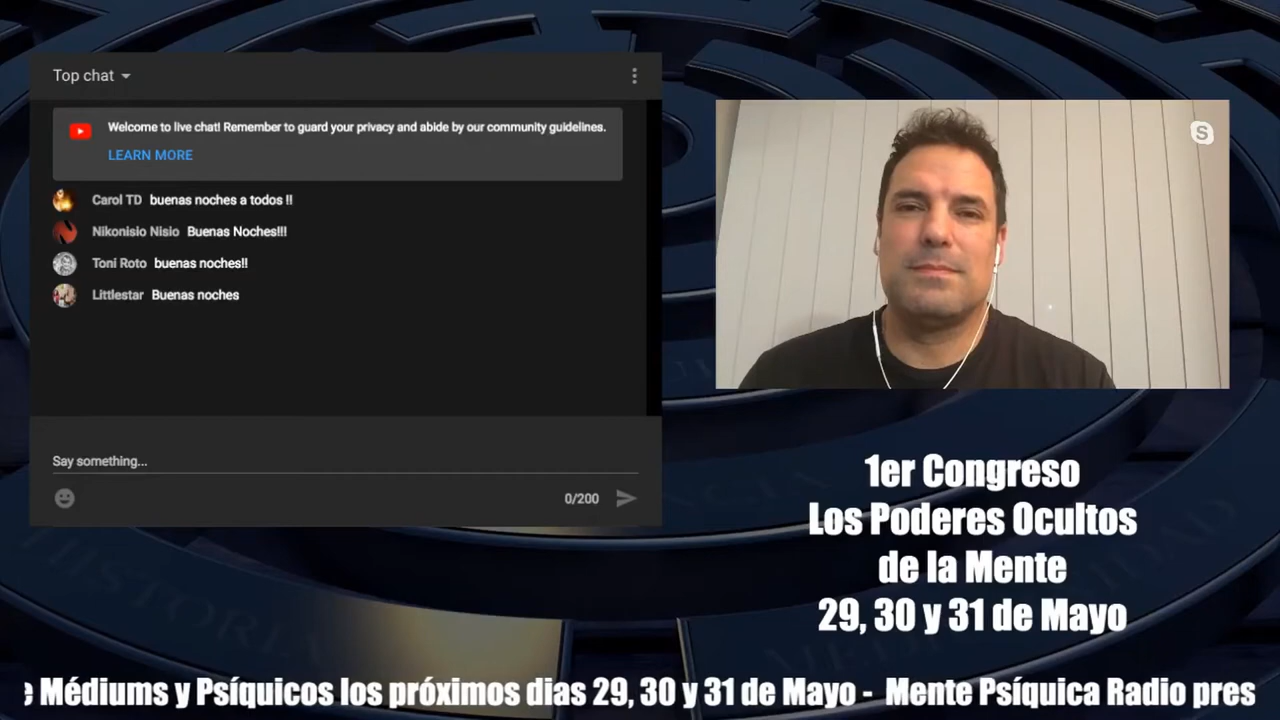 Top chat
Welcome to live chat! Remember to guard your privacy and abide by our community guidelines.
LEARN MORE
Carol TD buenas noches a todos !!
Nikonisio Nisio Buenas Noches!!!
Toni Roto buenas noches!!
Littlestar Buenas noches
Say something...
0/200
S
1er Congreso
Los Poderes Ocultos
de la Mente
29, 30 y 31 de Mayo
e Médiums y Psíquicos los próximos dias 29, 30 y 31 de Mayo - Mente Psíquica Radio pres
HISTORIA